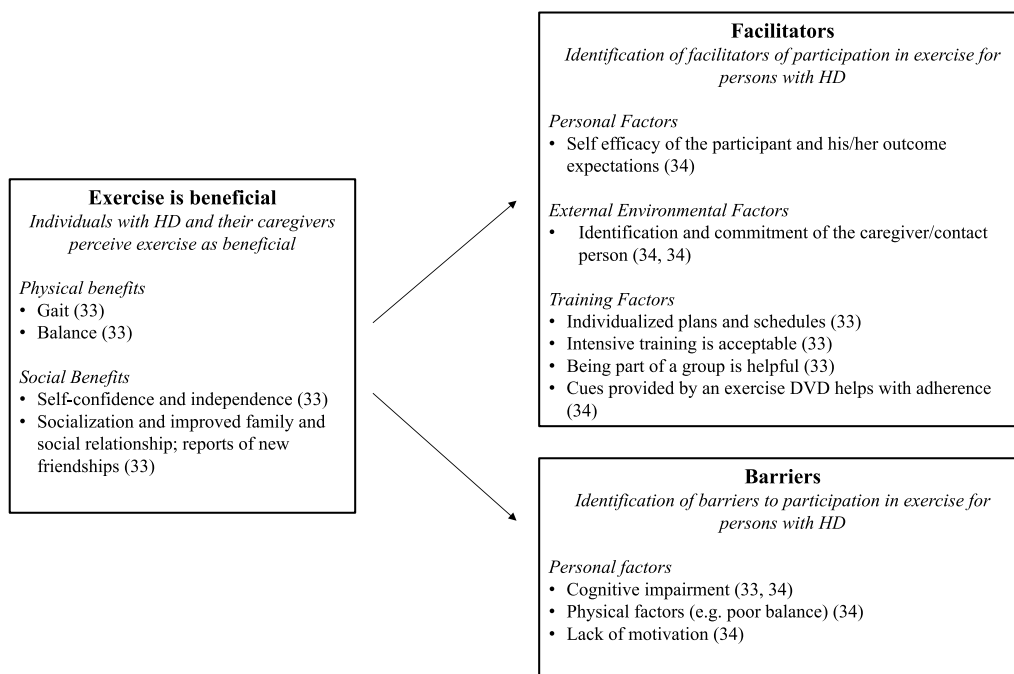 Exercise is beneficial
Individuals with HD and their caregivers
perceive exercise as beneficial
Physical benefits
• Gait (33)
• Balance (33)
Social Benefits
• Self-confidence and independence (33)
• Socialization and improved family and
social relationship; reports of new
friendships (33)
Facilitators
Identification of facilitators of participation in exercise for
persons with HD
Personal Factors
• Self efficacy of the participant and his/her outcome
expectations (34)
External Environmental Factors
• Identification and commitment of the caregiver/contact
person (34, 34)
Training Factors
• Individualized plans and schedules (33)
• Intensive training is acceptable (33)
• Being part of a group is helpful (33)
• Cues provided by an exercise DVD helps with adherence
(34)
Barriers
Identification of barriers to participation in exercise for
persons with HD
Personal factors
• Cognitive impairment (33, 34)
• Physical factors (e.g. poor balance) (34)
• Lack of motivation (34)